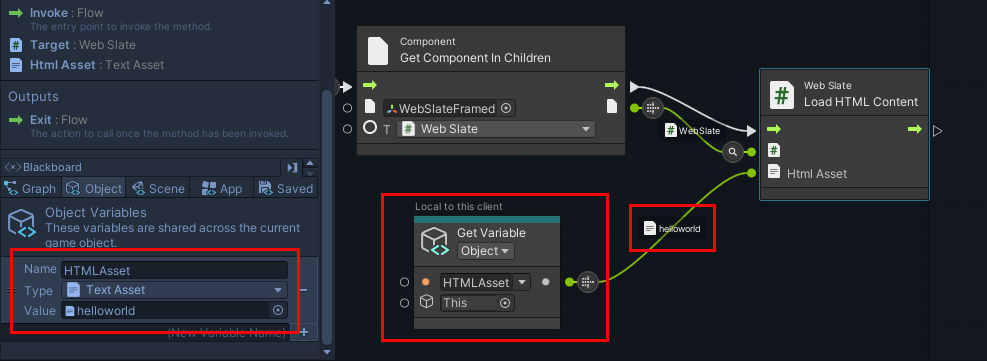 Invoke : Flow
The entry point to invoke the method.
Target : Web Slate
Html Asset : Text Asset
Outputs
Exit : Flow
The action to call once the method has been invoked.
<×> Blackboard
Graph Object Scene App Saved
Object Variables
These variables are shared across the current
game object.
Name HTMLAsset
Type Text Asset
Value helloworld
(New Variable Name) +
Component
Get Component In Children
WebSlateFramed
T Web Slate
WebSlate
Local to this client
Get Variable
Object
HTMLAsset
This
helloworld
Web Slate
Load HTML Content
Html Asset